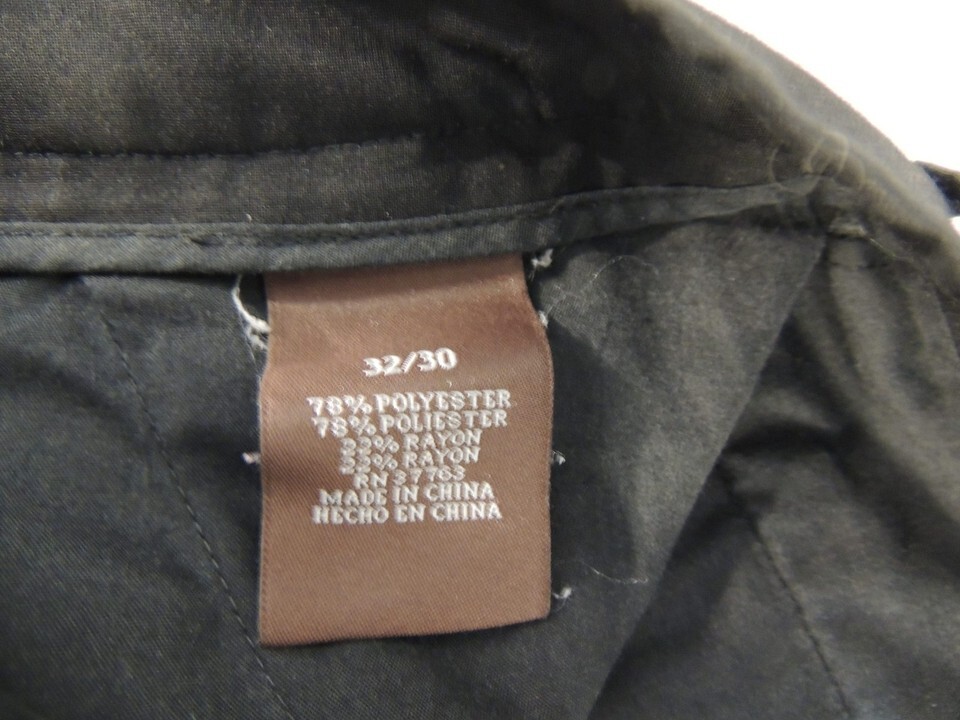 32/30
78% POLYESTER
78% POLIESTER
22% RAYON
22% RAYON
RN 37763
MADE IN CHINA
HECHO EN CHINA